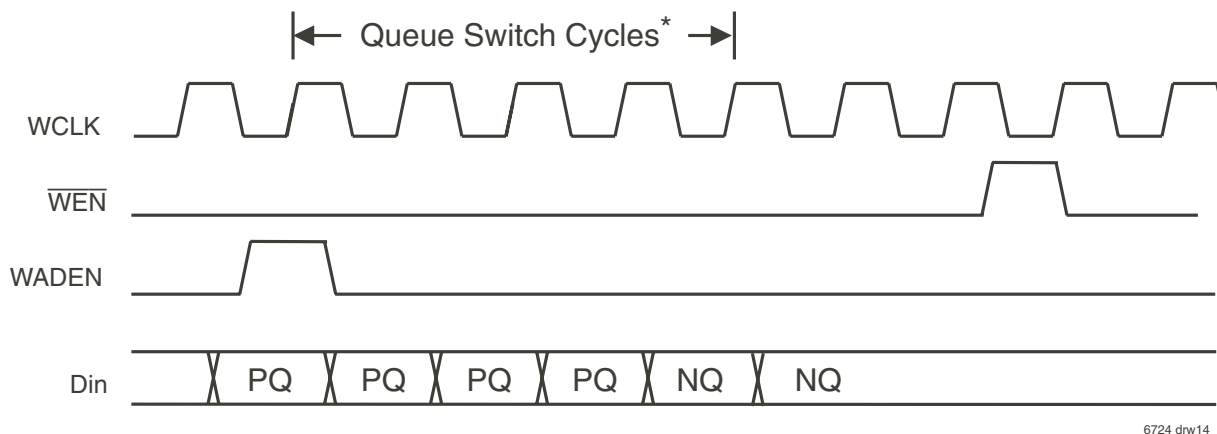 Queue Switch Cycles*
WCLK
WEN
WADEN
Din PQ PQ PQ PQ NQ NQ
6724 drw14